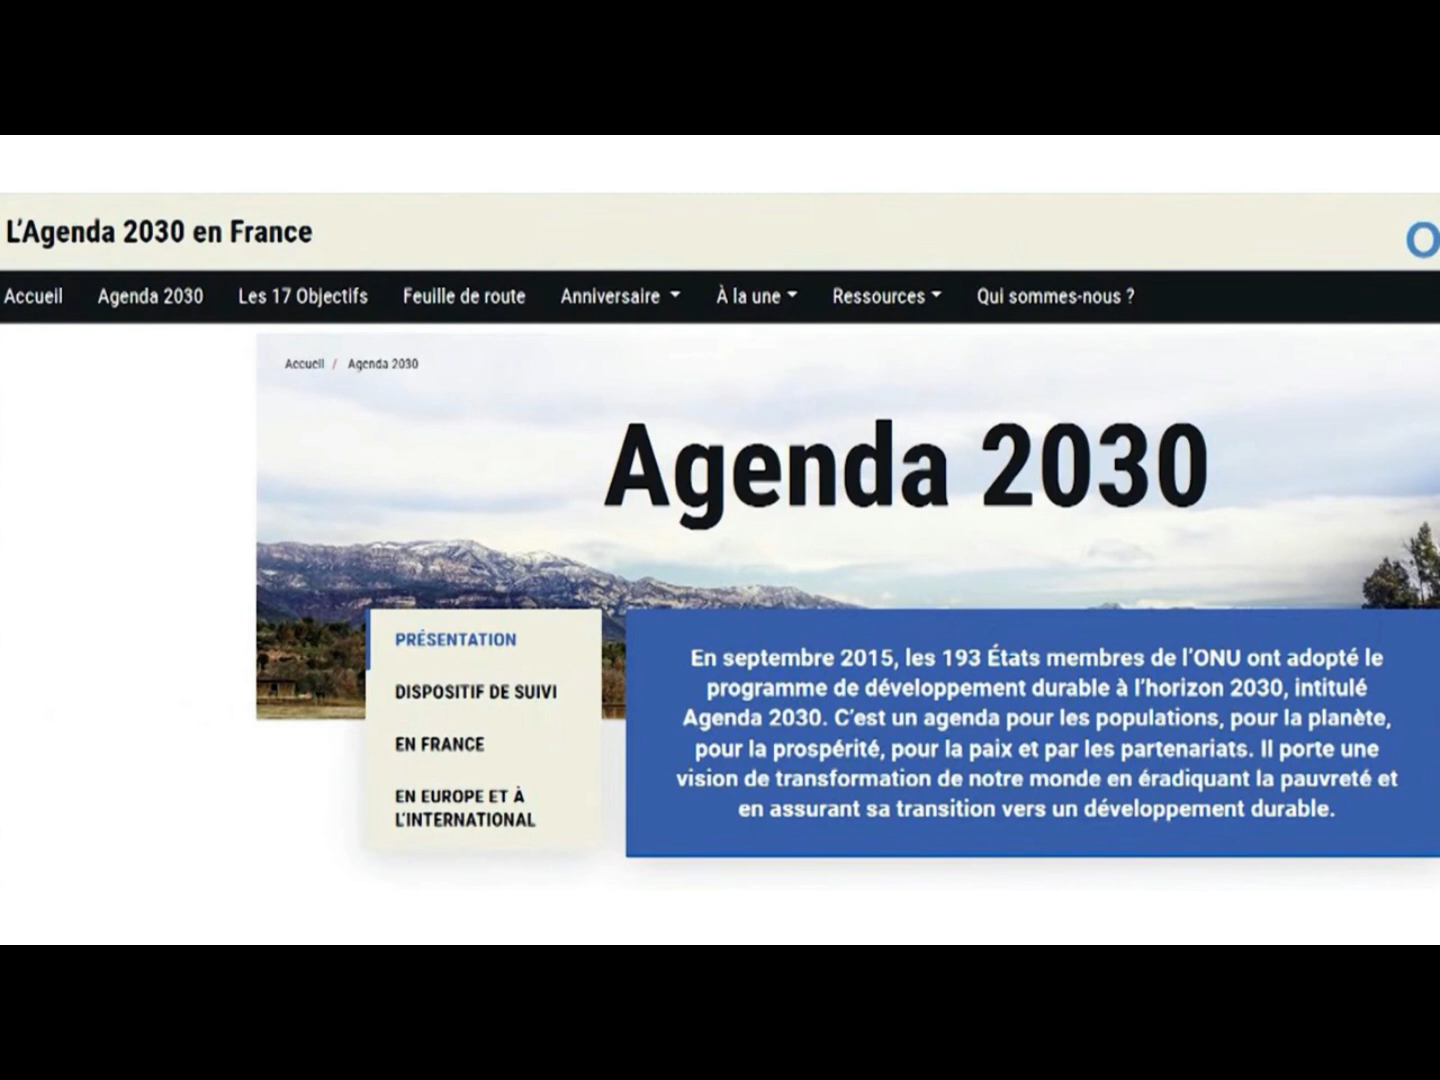 L'Agenda 2030 en France
O
Accueil Agenda 2030 Les 17 Objectifs Feuille de route Anniversaire À la une Ressources Qui sommes-nous ?
Accueil / Agenda 2030
Agenda 2030
PRÉSENTATION
DISPOSITIF DE SUIVI
EN FRANCE
EN EUROPE ET À
L'INTERNATIONAL
En septembre 2015, les 193 États membres de l'ONU ont adopté le
programme de développement durable à l'horizon 2030, intitulé
Agenda 2030. C'est un agenda pour les populations, pour la planète,
pour la prospérité, pour la paix et par les partenariats. Il porte une
vision de transformation de notre monde en éradiquant la pauvreté et
en assurant sa transition vers un développement durable.